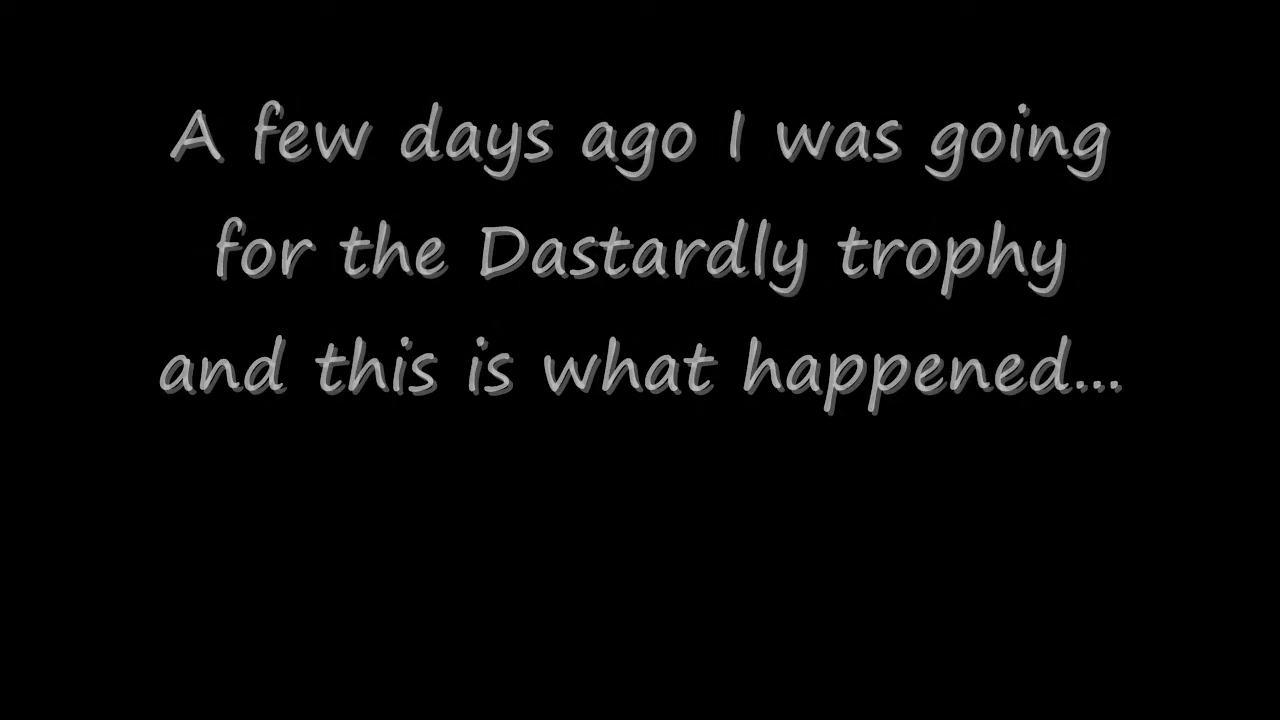 A few days ago I was going
for the Dastardly trophy
and this is what happened...